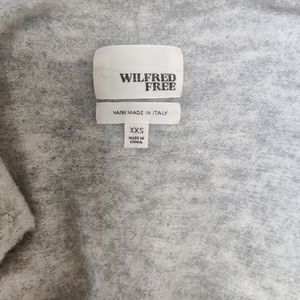 WILFRED
FREE
YARN MADE IN ITALY
XXS
MADE IN
CHINA